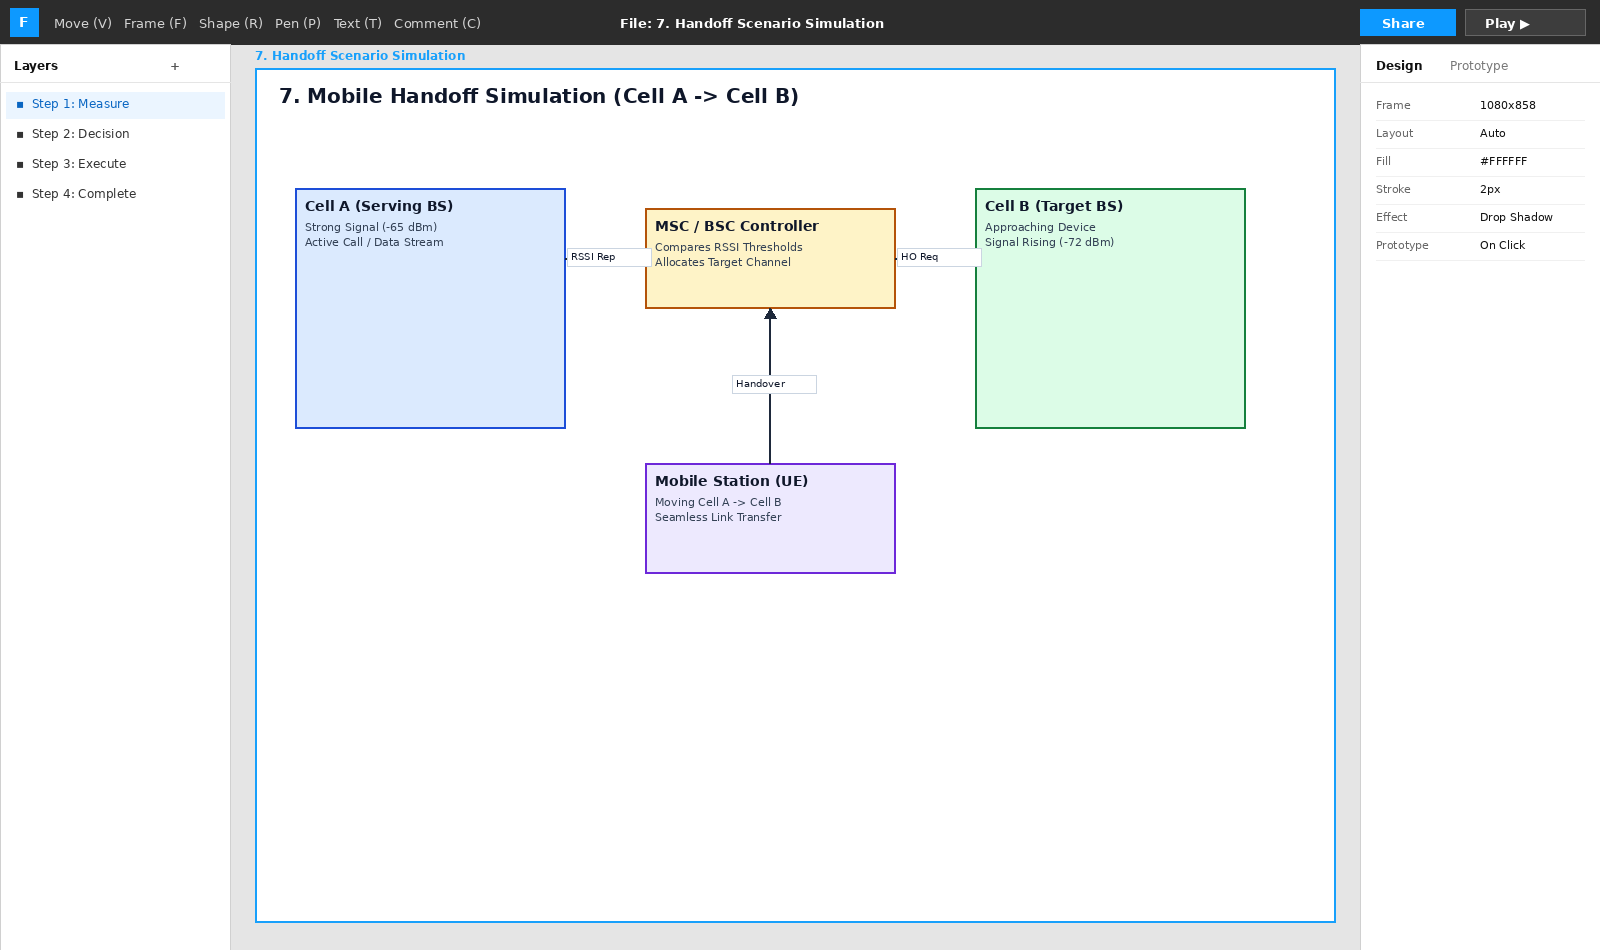 F Move (V) Frame (F) Shape (R) Pen (P) Text (T) Comment (C) File: 7. Handoff Scenario Simulation Share Play ▶
Layers +
Step 1: Measure
Step 2: Decision
Step 3: Execute
Step 4: Complete
7. Handoff Scenario Simulation
7. Mobile Handoff Simulation (Cell A -> Cell B)
Cell A (Serving BS)
Strong Signal (-65 dBm)
Active Call / Data Stream
RSSI Rep
MSC / BSC Controller
Compares RSSI Thresholds
Allocates Target Channel
HO Req
Cell B (Target BS)
Approaching Device
Signal Rising (-72 dBm)
Handover
Mobile Station (UE)
Moving Cell A -> Cell B
Seamless Link Transfer
Design Prototype
Frame 1080x858
Layout Auto
Fill #FFFFFF
Stroke 2px
Effect Drop Shadow
Prototype On Click